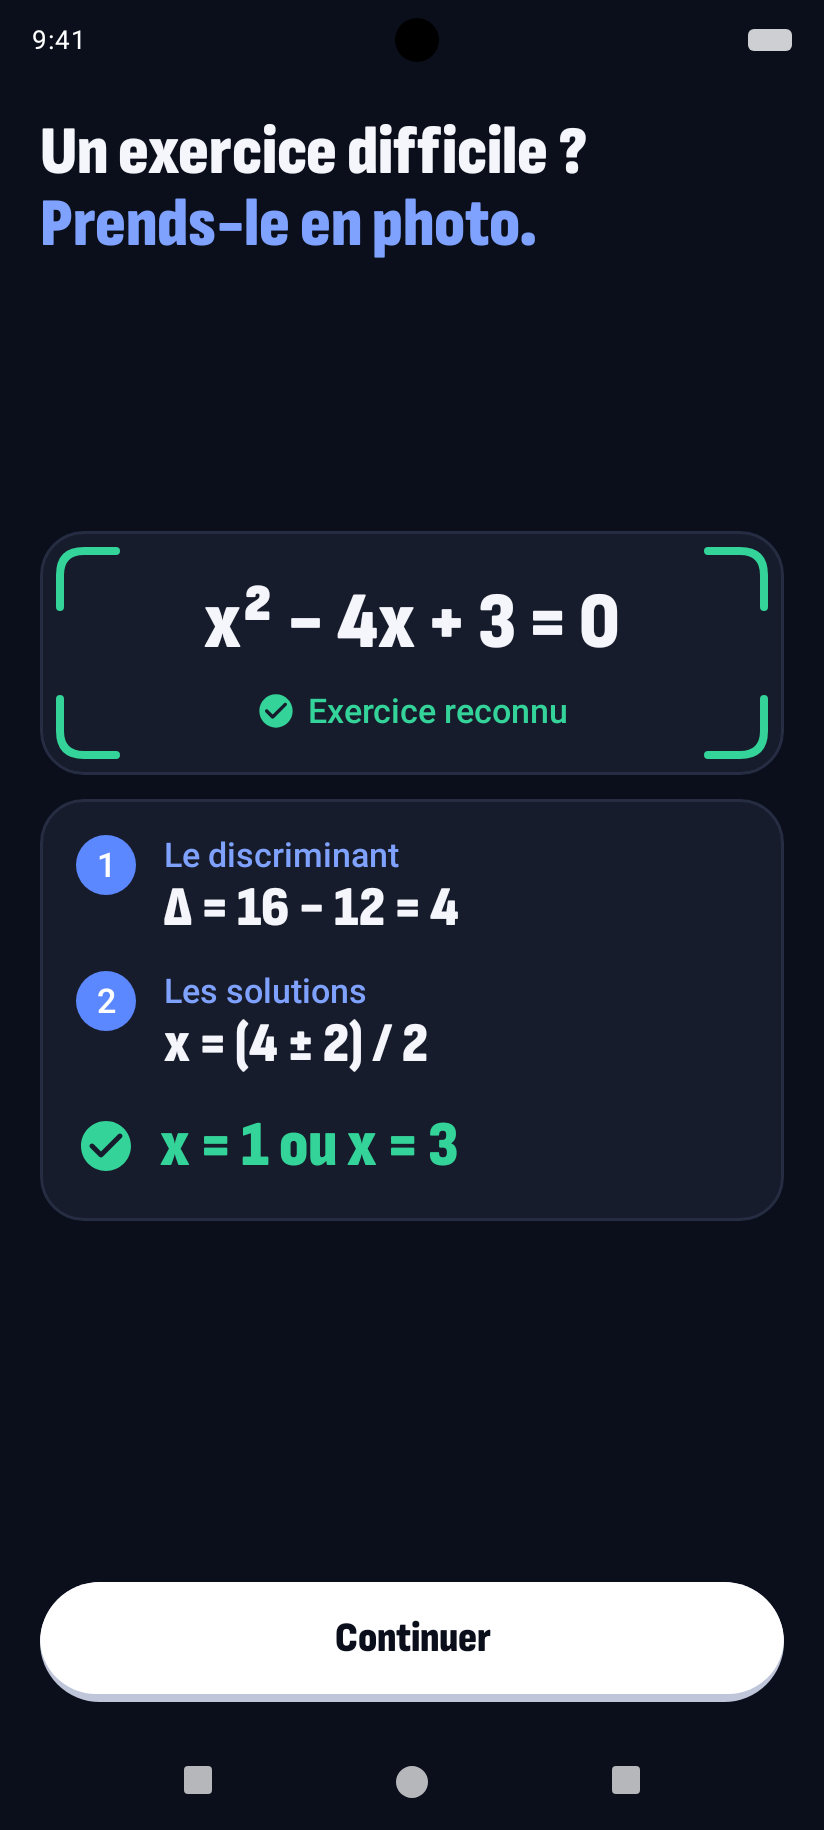 9:41
Un exercice difficile ?
Prends-le en photo.
x² − 4x + 3 = 0
Exercice reconnu
1
Le discriminant
Δ = 16 − 12 = 4
2
Les solutions
x = (4 ± 2) / 2
x = 1 ou x = 3
Continuer